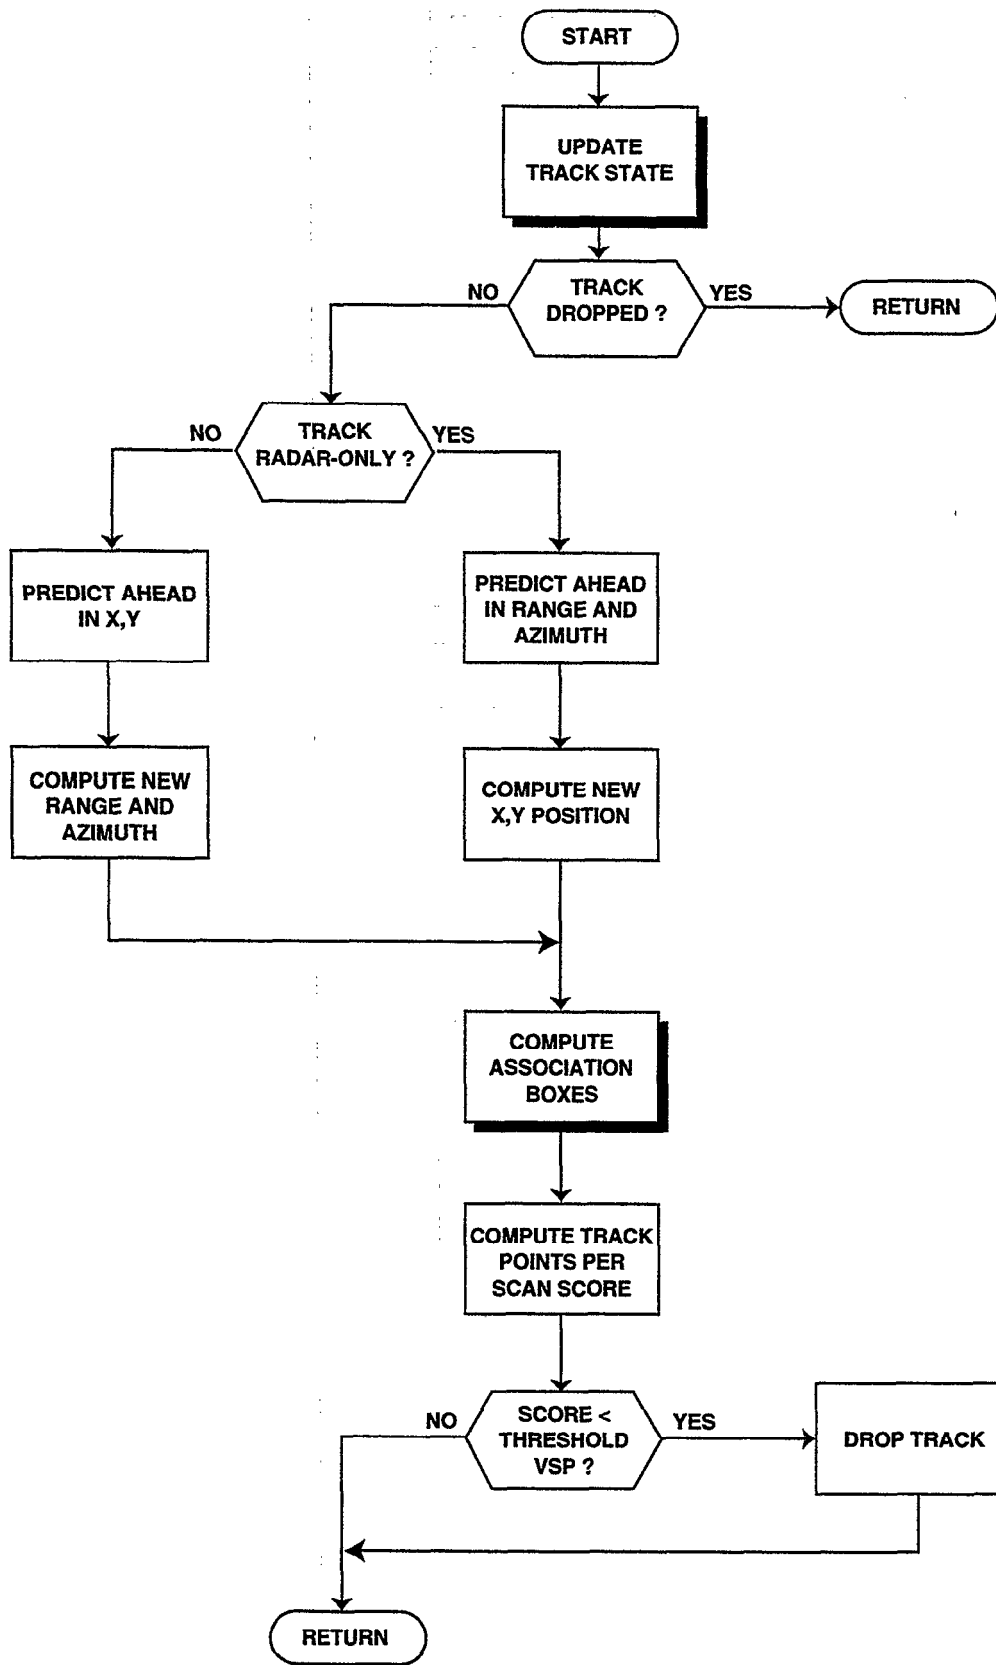 START
UPDATE
TRACK STATE
TRACK
DROPPED ?
NO
YES
RETURN
TRACK
RADAR-ONLY ?
NO
YES
PREDICT AHEAD
IN X,Y
PREDICT AHEAD
IN RANGE AND
AZIMUTH
COMPUTE NEW
RANGE AND
AZIMUTH
COMPUTE NEW
X,Y POSITION
COMPUTE
ASSOCIATION
BOXES
COMPUTE TRACK
POINTS PER
SCAN SCORE
SCORE <
THRESHOLD
VSP ?
NO
YES
DROP TRACK
RETURN